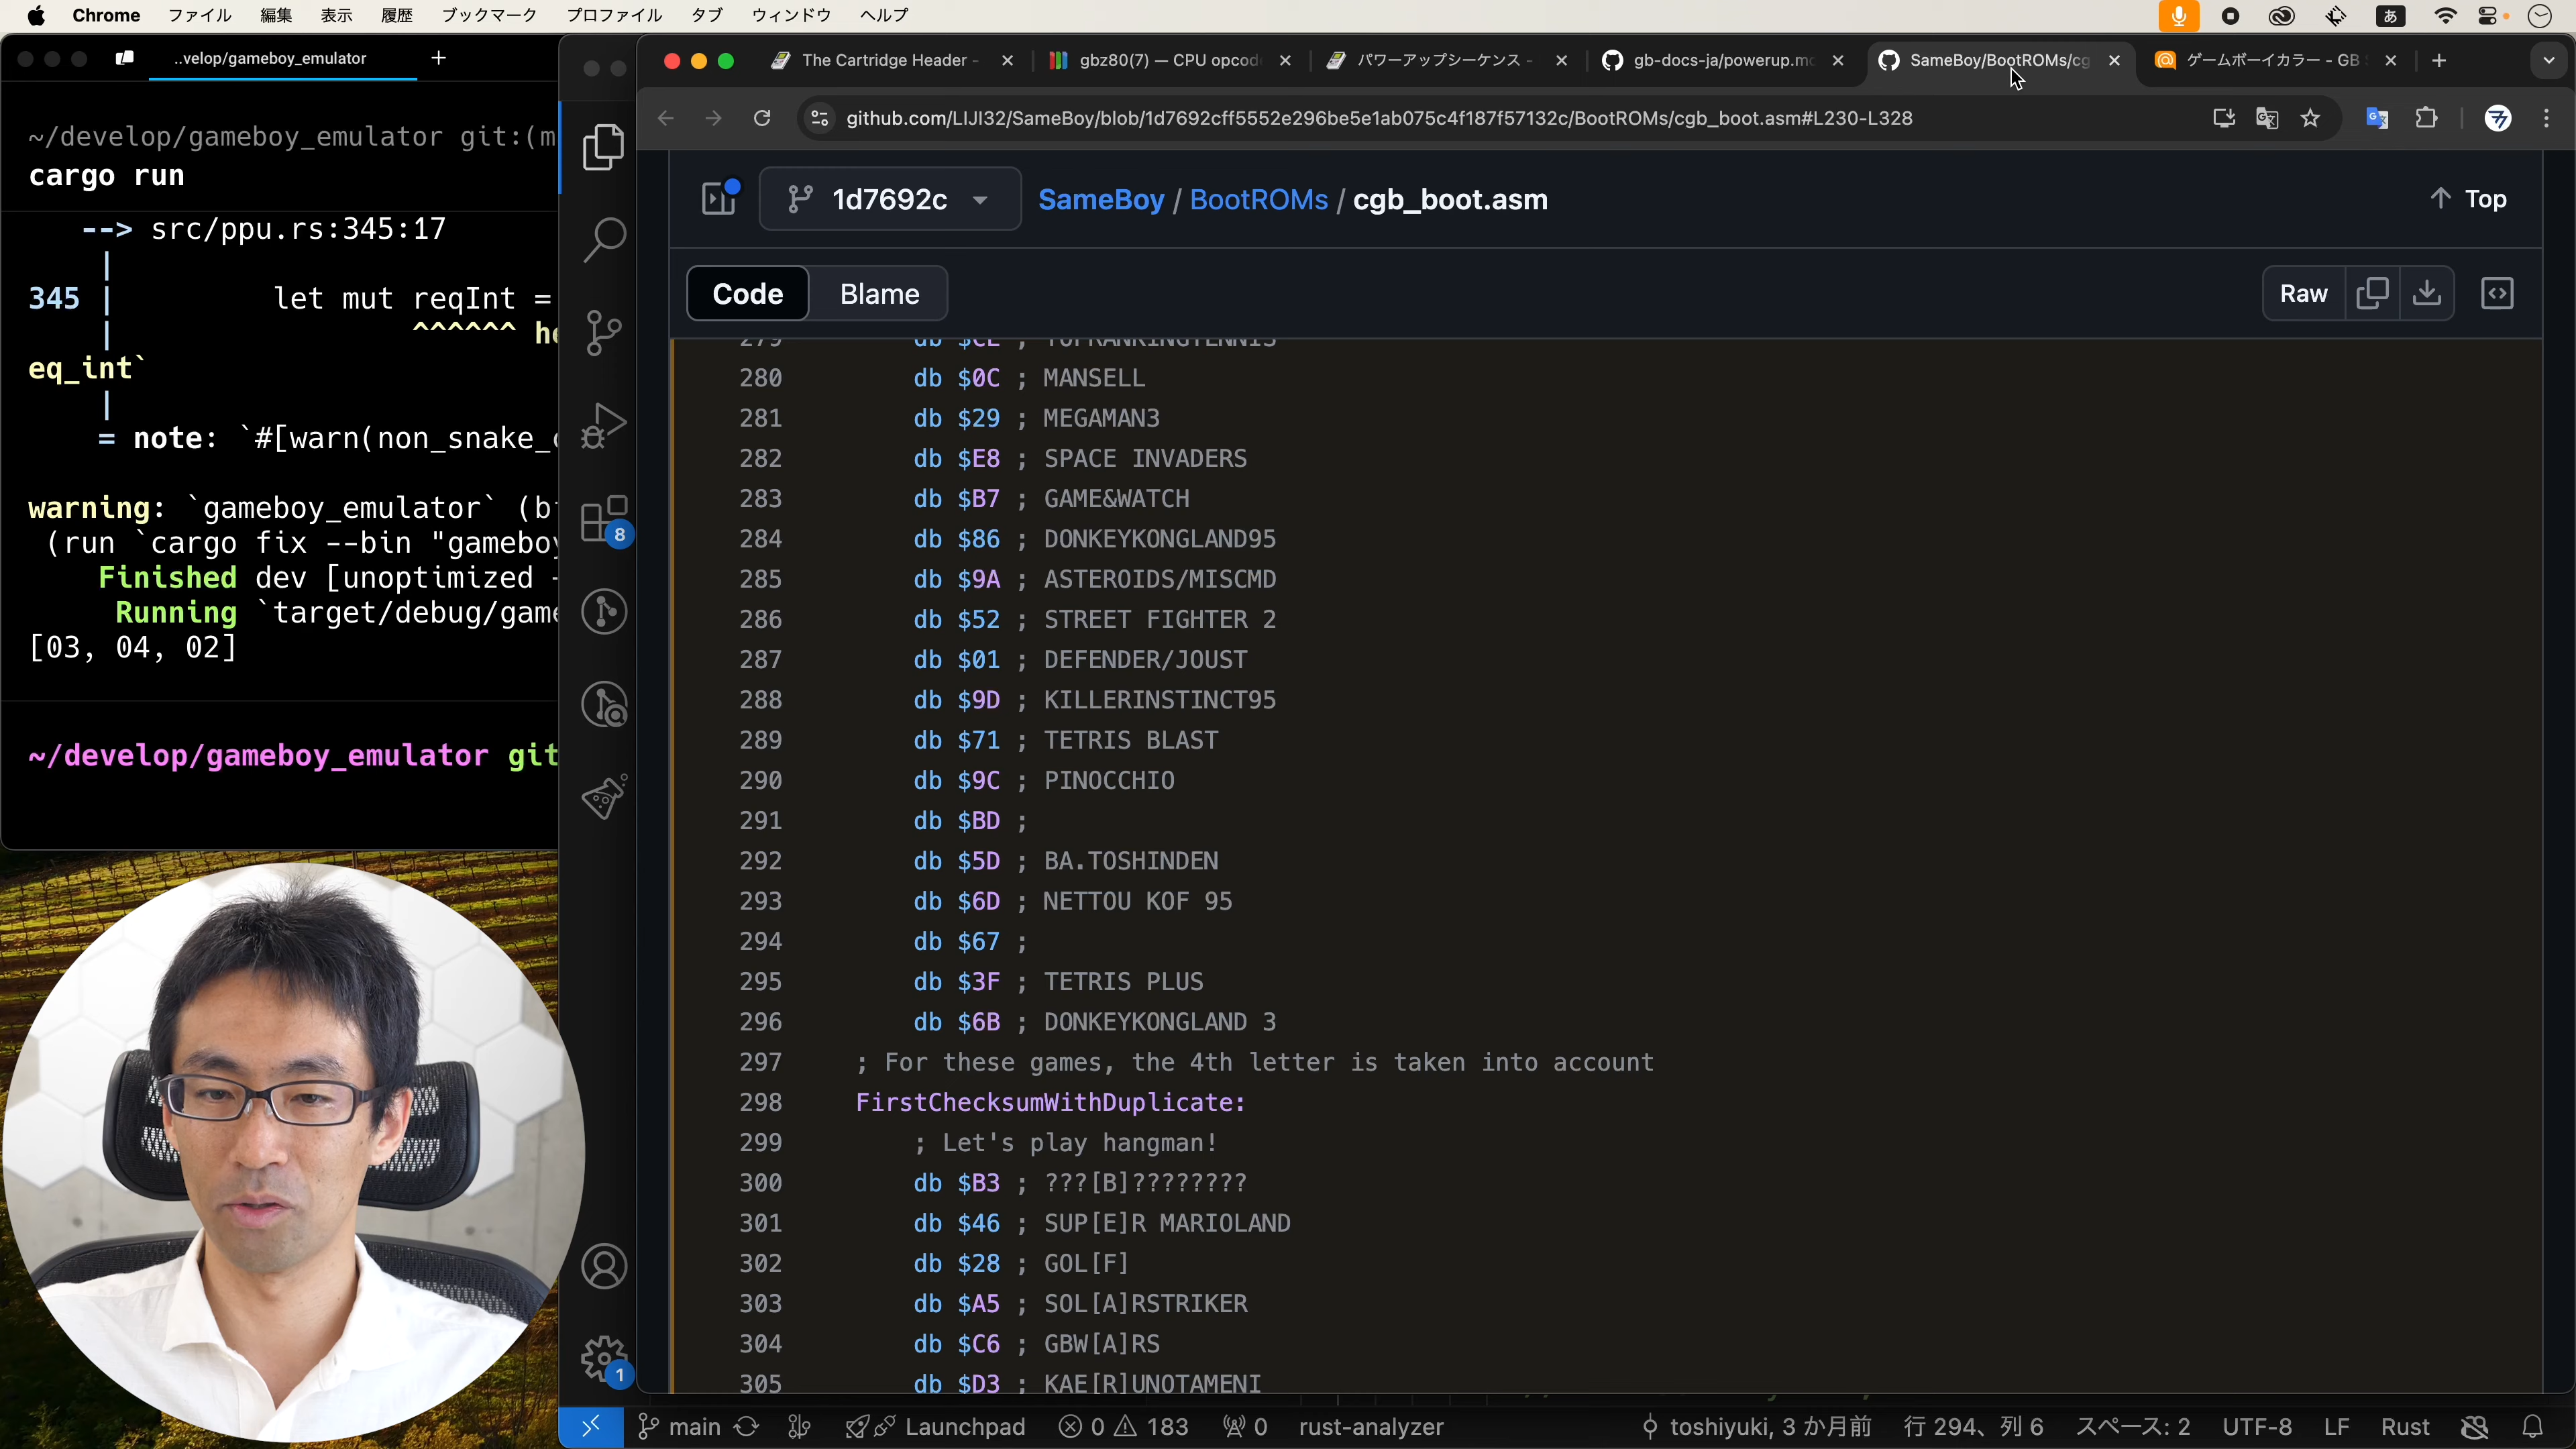 Chrome ファイル 編集 表示 履歴 ブックマーク プロファイル タブ ウィンドウ ヘルプ あ
..velop/gameboy_emulator +
~/develop/gameboy_emulator git:(m
cargo run
--> src/ppu.rs:345:17
|
345 | let mut reqInt =
| ^^^^^^ he
eq_int`
|
= note: `#[warn(non_snake_c
warning: `gameboy_emulator` (b
(run `cargo fix --bin "gameboy
Finished dev [unoptimized
Running `target/debug/game
[03, 04, 02]
~/develop/gameboy_emulator git
The Cartridge Header -
gbz80(7) — CPU opcod
パワーアップシーケンス -
gb-docs-ja/powerup.m
SameBoy/BootROMs/cg
ゲームボーイカラー - GB
github.com/LIJI32/SameBoy/blob/1d7692cff5552e296be5e1ab075c4f187f57132c/BootROMs/cgb_boot.asm#L230-L328
1d7692c SameBoy / BootROMs / cgb_boot.asm Top
Code Blame Raw
279 db $CE ; TOPRANKINGTENNIS
280 db $0C ; MANSELL
281 db $29 ; MEGAMAN3
282 db $E8 ; SPACE INVADERS
283 db $B7 ; GAME&WATCH
284 db $86 ; DONKEYKONGLAND95
285 db $9A ; ASTEROIDS/MISCMD
286 db $52 ; STREET FIGHTER 2
287 db $01 ; DEFENDER/JOUST
288 db $9D ; KILLERINSTINCT95
289 db $71 ; TETRIS BLAST
290 db $9C ; PINOCCHIO
291 db $BD ;
292 db $5D ; BA.TOSHINDEN
293 db $6D ; NETTOU KOF 95
294 db $67 ;
295 db $3F ; TETRIS PLUS
296 db $6B ; DONKEYKONGLAND 3
297 ; For these games, the 4th letter is taken into account
298 FirstChecksumWithDuplicate:
299 ; Let's play hangman!
300 db $B3 ; ???[B]????????
301 db $46 ; SUP[E]R MARIOLAND
302 db $28 ; GOL[F]
303 db $A5 ; SOL[A]RSTRIKER
304 db $C6 ; GBW[A]RS
305 db $D3 ; KAE[R]UNOTAMENI
8
1
main Launchpad 0 183 0 rust-analyzer toshiyuki, 3 か月前 行 294、列 6 スペース: 2 UTF-8 LF Rust